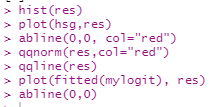 > hist(res)
> plot(hsg,res)
> abline(0,0, col="red")
> qqnorm(res,col="red")
> qqline(res)
> plot(fitted(mylogit), res)
> abline(0,0)
>